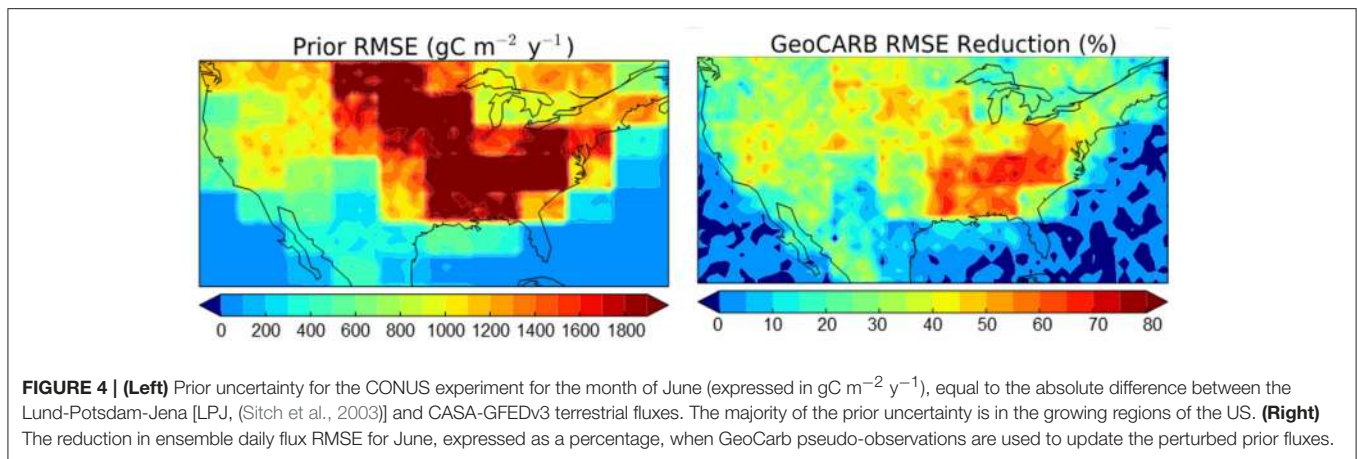 Prior RMSE (gC m⁻² y⁻¹)
GeoCARB RMSE Reduction (%)
0 200 400 600 800 1000 1200 1400 1600 1800
0 10 20 30 40 50 60 70 80
FIGURE 4 | (Left) Prior uncertainty for the CONUS experiment for the month of June (expressed in gC m⁻² y⁻¹), equal to the absolute difference between the
Lund-Potsdam-Jena [LPJ, (Sitch et al., 2003)] and CASA-GFEDv3 terrestrial fluxes. The majority of the prior uncertainty is in the growing regions of the US. (Right)
The reduction in ensemble daily flux RMSE for June, expressed as a percentage, when GeoCarb pseudo-observations are used to update the perturbed prior fluxes.